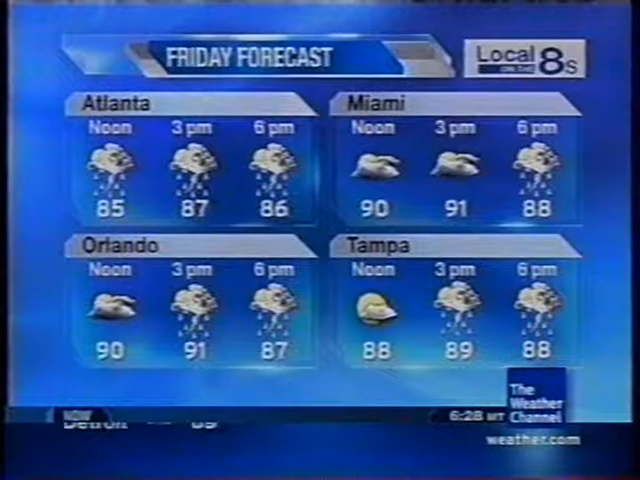 FRIDAY FORECAST
Local
ON THE 8s
Atlanta
Noon 3 pm 6 pm
85 87 86
Miami
Noon 3 pm 6 pm
90 91 88
Orlando
Noon 3 pm 6 pm
90 91 87
Tampa
Noon 3 pm 6 pm
88 89 88
The
Weather
Channel
NOW
6:28 MT
Detroit
weather.com